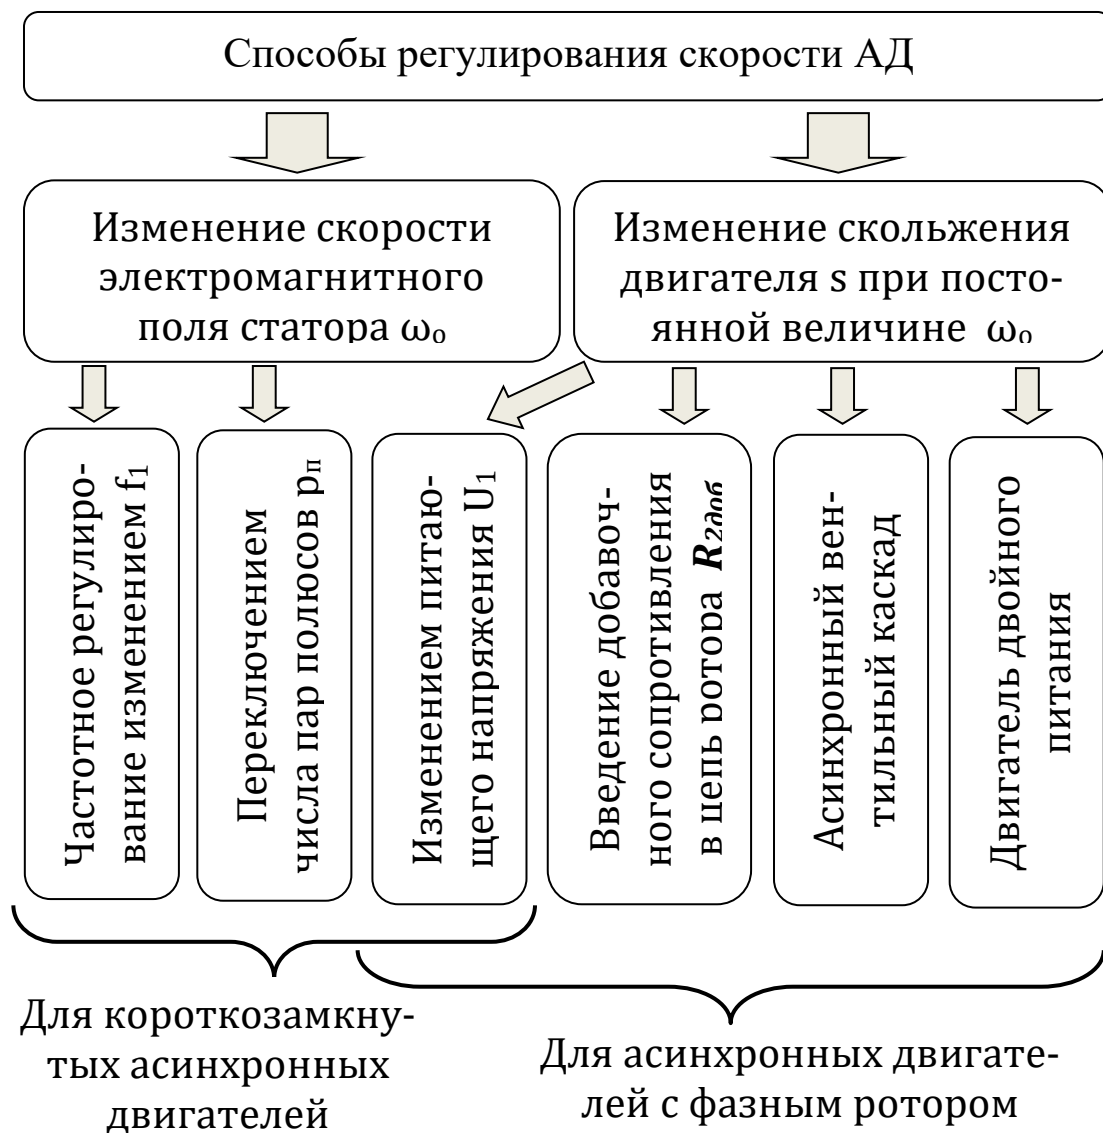 Способы регулирования скорости АД
Изменение скорости
электромагнитного
поля статора ω₀
Изменение скольжения
двигателя s при посто-
янной величине ω₀
Частотное регулиро-
вание изменением f₁
Переключением
числа пар полюсов pₙ
Изменением питаю-
щего напряжения U₁
Введение добавоч-
ного сопротивления
в цепь ротора R₂доб
Асинхронный вен-
тильный каскад
Двигатель двойного
питания
Для короткозамкну-
тых асинхронных
двигателей
Для асинхронных двигате-
лей с фазным ротором